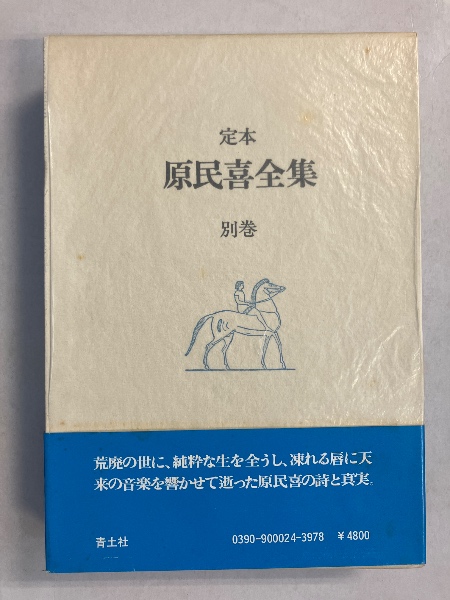 定本
原民喜全集
別巻
荒廃の世に、純粋な生を全うし、凍れる唇に天
来の音楽を響かせて逝った原民喜の詩と真実。
青土社 0390-900024-3978 ¥4800